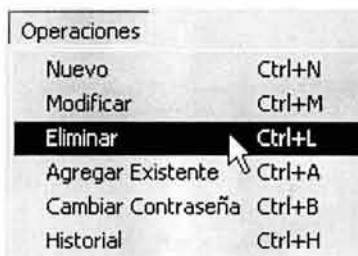 Operaciones
Nuevo Ctrl+N
Modificar Ctrl+M
Eliminar Ctrl+L
Agregar Existente Ctrl+A
Cambiar Contraseña Ctrl+B
Historial Ctrl+H